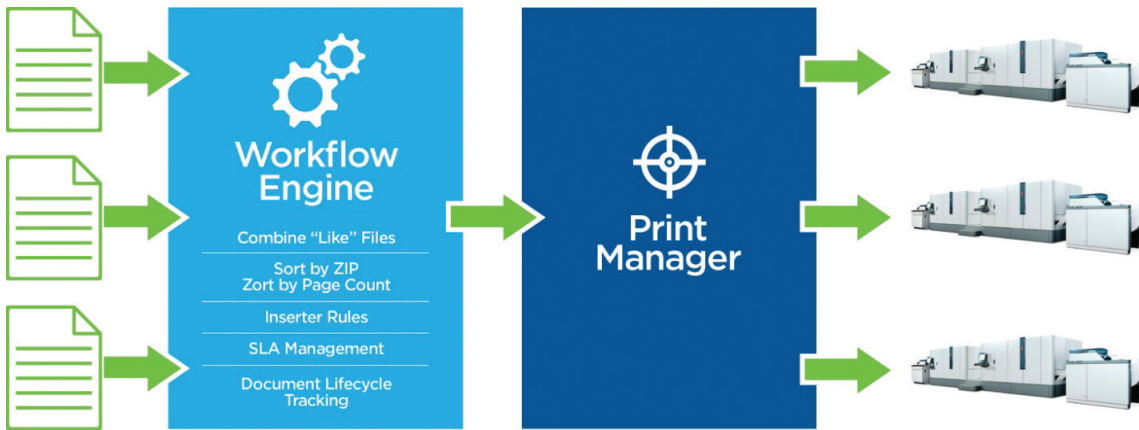 Workflow
Engine
Combine “Like” Files
Sort by ZIP
Zort by Page Count
Inserter Rules
SLA Management
Document Lifecycle
Tracking
Print
Manager